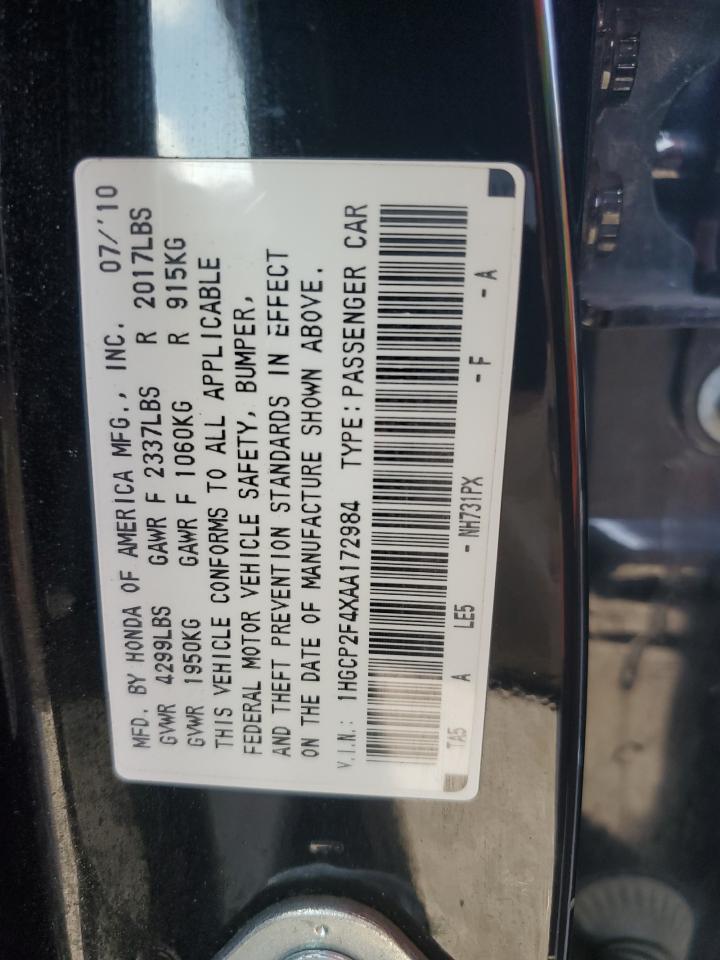 MFD. BY HONDA OF AMERICA MFG., INC. 07/'10
GVWR 4299LBS GAWR F 2337LBS R 2017LBS
GVWR 1950KG GAWR F 1060KG R 915KG
THIS VEHICLE CONFORMS TO ALL APPLICABLE
FEDERAL MOTOR VEHICLE SAFETY, BUMPER,
AND THEFT PREVENTION STANDARDS IN EFFECT
ON THE DATE OF MANUFACTURE SHOWN ABOVE.
V.I.N.: 1HGCP2F4XAA172984 TYPE: PASSENGER CAR
TA5 A LE5 - NH731PX - F - A